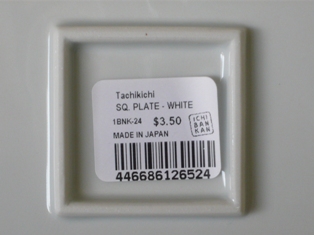 Tachikichi
SQ. PLATE - WHITE
1BNK-24 $3.50
ICHI
BAN
KAN
MADE IN JAPAN
446686126524